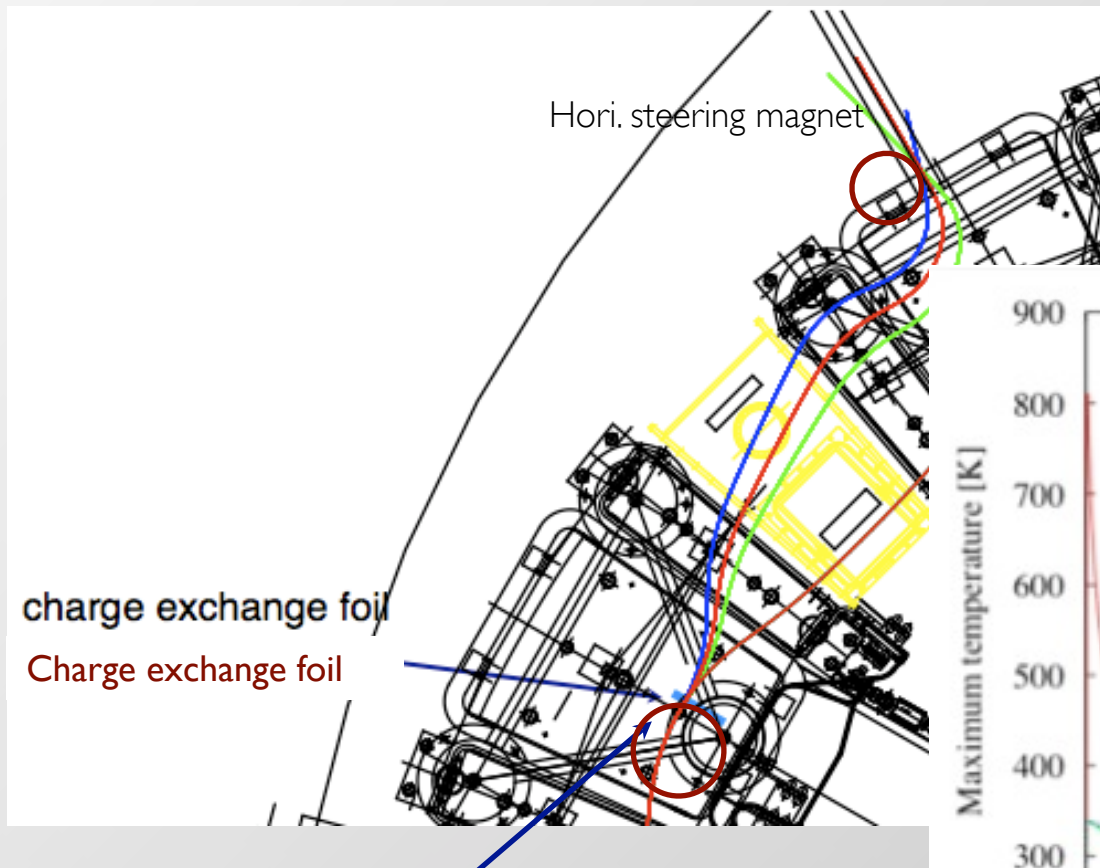 Hori. steering magnet
charge exchange foil
Charge exchange foil
Maximum temperature [K]
900
800
700
600
500
400
300